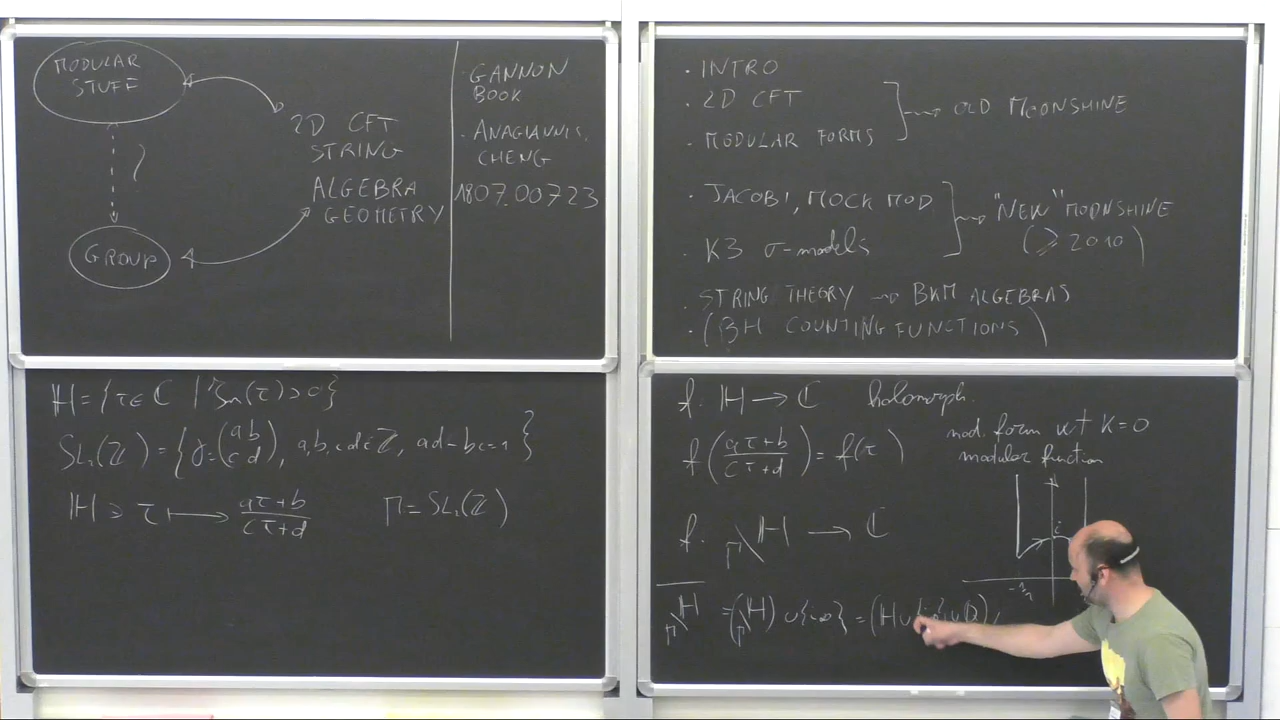 MODULAR
STUFF
2D CFT
STRING
ALGEBRA
GEOMETRY
GROUP
· GANNON
BOOK
· ANAGIANNIS,
CHENG
1807.00723
· INTRO
· 2D CFT
· MODULAR FORMS
→ OLD MOONSHINE
· JACOBI, MOCK MOD
· K3 σ-models
→ "NEW" MOONSHINE
(≥ 2010)
· STRING THEORY → BKM ALGEBRAS
· (BH COUNTING FUNCTIONS)
ℍ = {τ ∈ ℂ | Im(τ) > 0}
SL₂(ℤ) = {γ = (a b c d), a, b, c, d ∈ ℤ, ad - bc = 1}
ℍ ∋ τ ⟼ (aτ+b)/(cτ+d)   Γ = SL₂(ℤ)
f: ℍ → ℂ holomorph.
f((aτ+b)/(cτ+d)) = f(τ)
mod. form wt K=0
modular function
f: Γ\ℍ → ℂ
i
-1/2
Γ\ℍ = (Γ\ℍ) ∪ {i∞} = (ℍ ∪